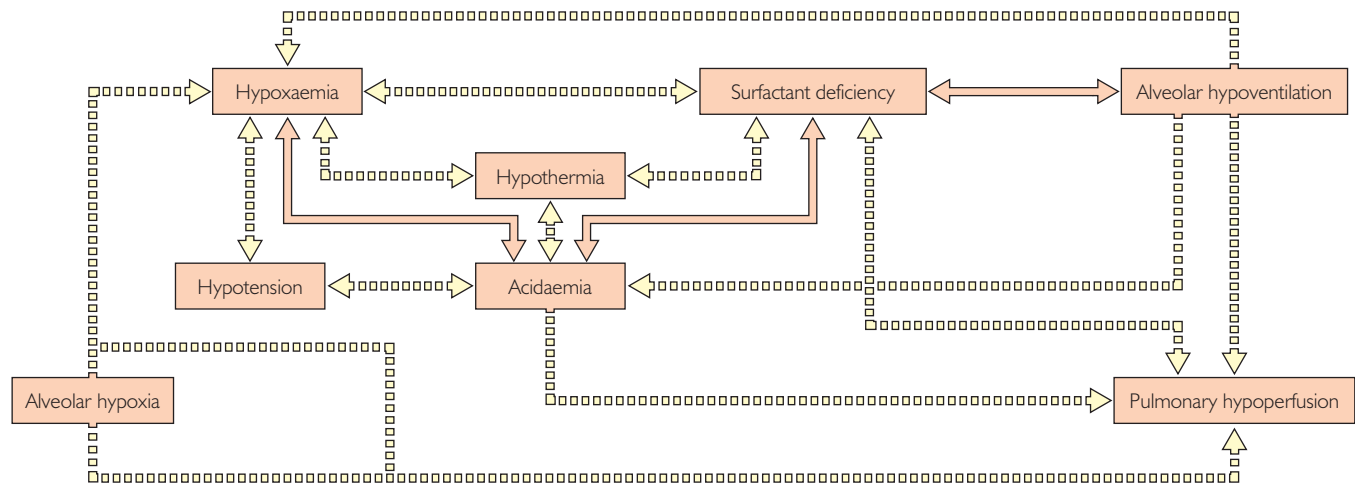 Hypoxaemia
Surfactant deficiency
Alveolar hypoventilation
Hypothermia
Hypotension
Acidaemia
Alveolar hypoxia
Pulmonary hypoperfusion